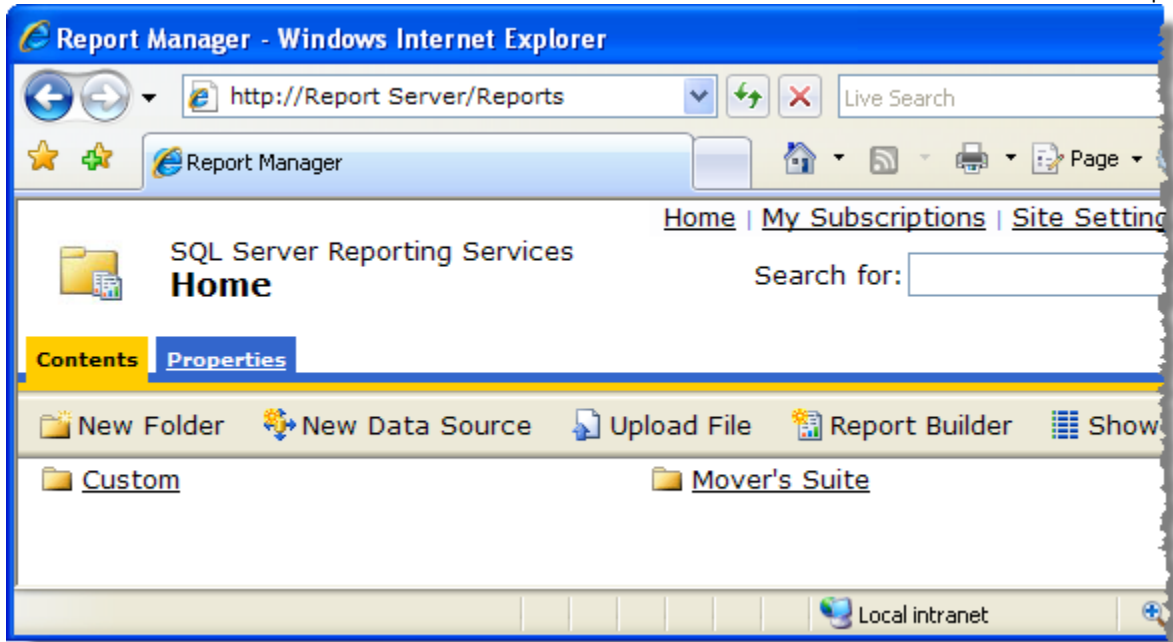 Report Manager - Windows Internet Explorer
http://Report Server/Reports
Live Search
Report Manager
Page
Home | My Subscriptions | Site Setting
SQL Server Reporting Services
Home
Search for:
Contents Properties
New Folder New Data Source Upload File Report Builder Show
Custom Mover's Suite
Local intranet